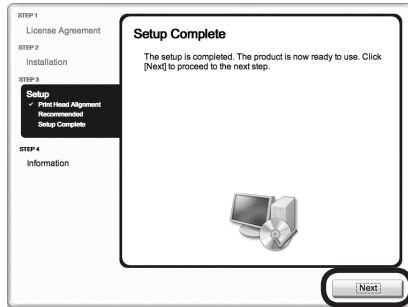 STEP 1
License Agreement
STEP 2
Installation
STEP 3
Setup
✓ Print Head Alignment
Recommended
Setup Complete
STEP 4
Information
Setup Complete
The setup is completed. The product is now ready to use. Click
[Next] to proceed to the next step.
Next